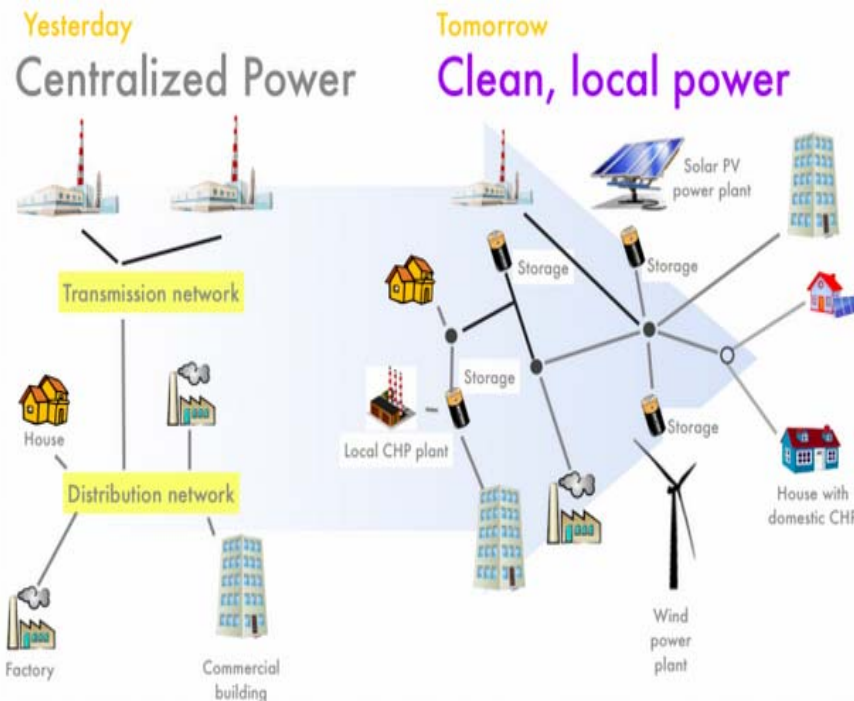 Yesterday
Centralized Power
Transmission network
House
Distribution network
Factory
Commercial
building
Tomorrow
Clean, local power
Solar PV
power plant
Storage
Storage
Storage
Local CHP plant
Storage
House with
domestic CHP
Wind
power
plant